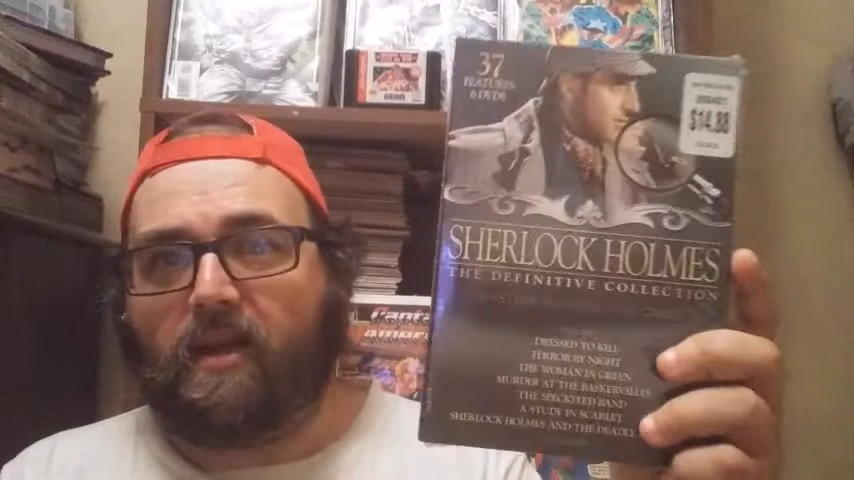 37
FEATURES
6 DVDs
$14.88
SHERLOCK HOLMES
THE DEFINITIVE COLLECTION
DRESSED TO KILL
TERROR BY NIGHT
THE WOMAN IN GREEN
MURDER AT THE BASKERVILLES
THE SPECKLED BAND
A STUDY IN SCARLET
SHERLOCK HOLMES AND THE DEADLY